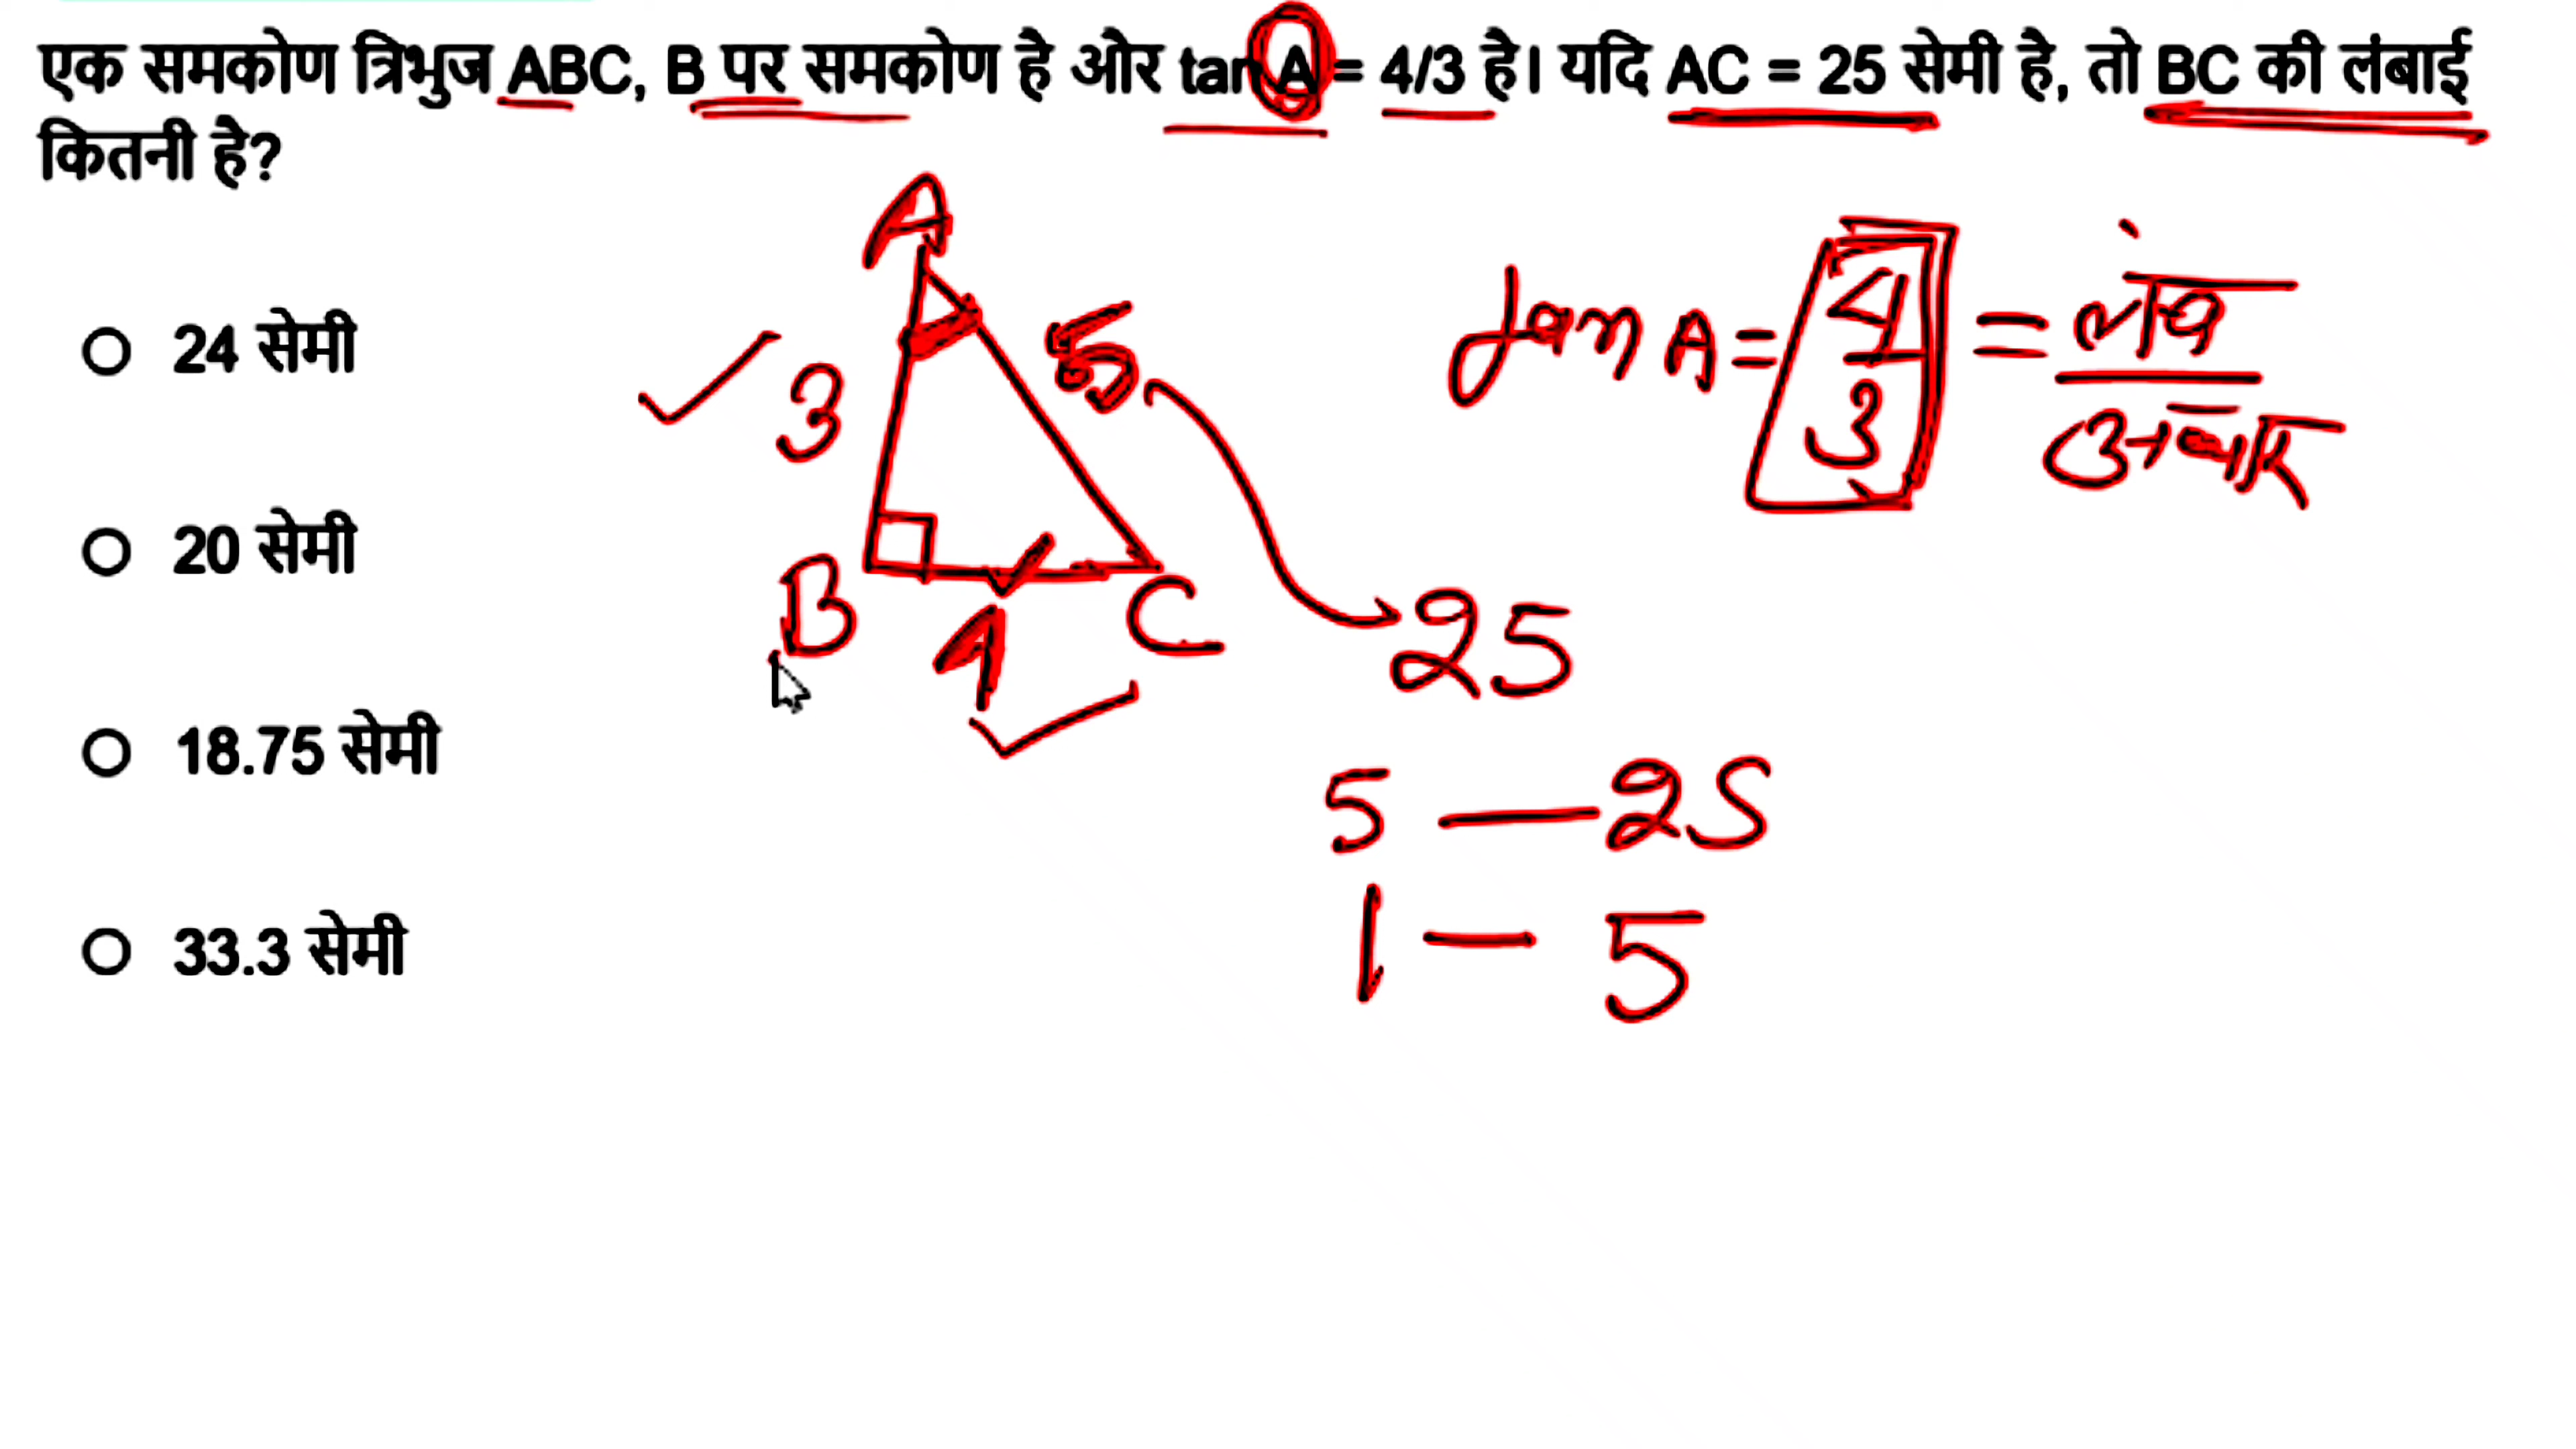 एक समकोण त्रिभुज ABC, B पर समकोण है और tan A = 4/3 है। यदि AC = 25 सेमी है, तो BC की लंबाई
कितनी है?
24 सेमी
20 सेमी
18.75 सेमी
33.3 सेमी
A
3
5
B
4
C
25
tan A = 4/3 = लंब/आधार
5 — 25
1 — 5